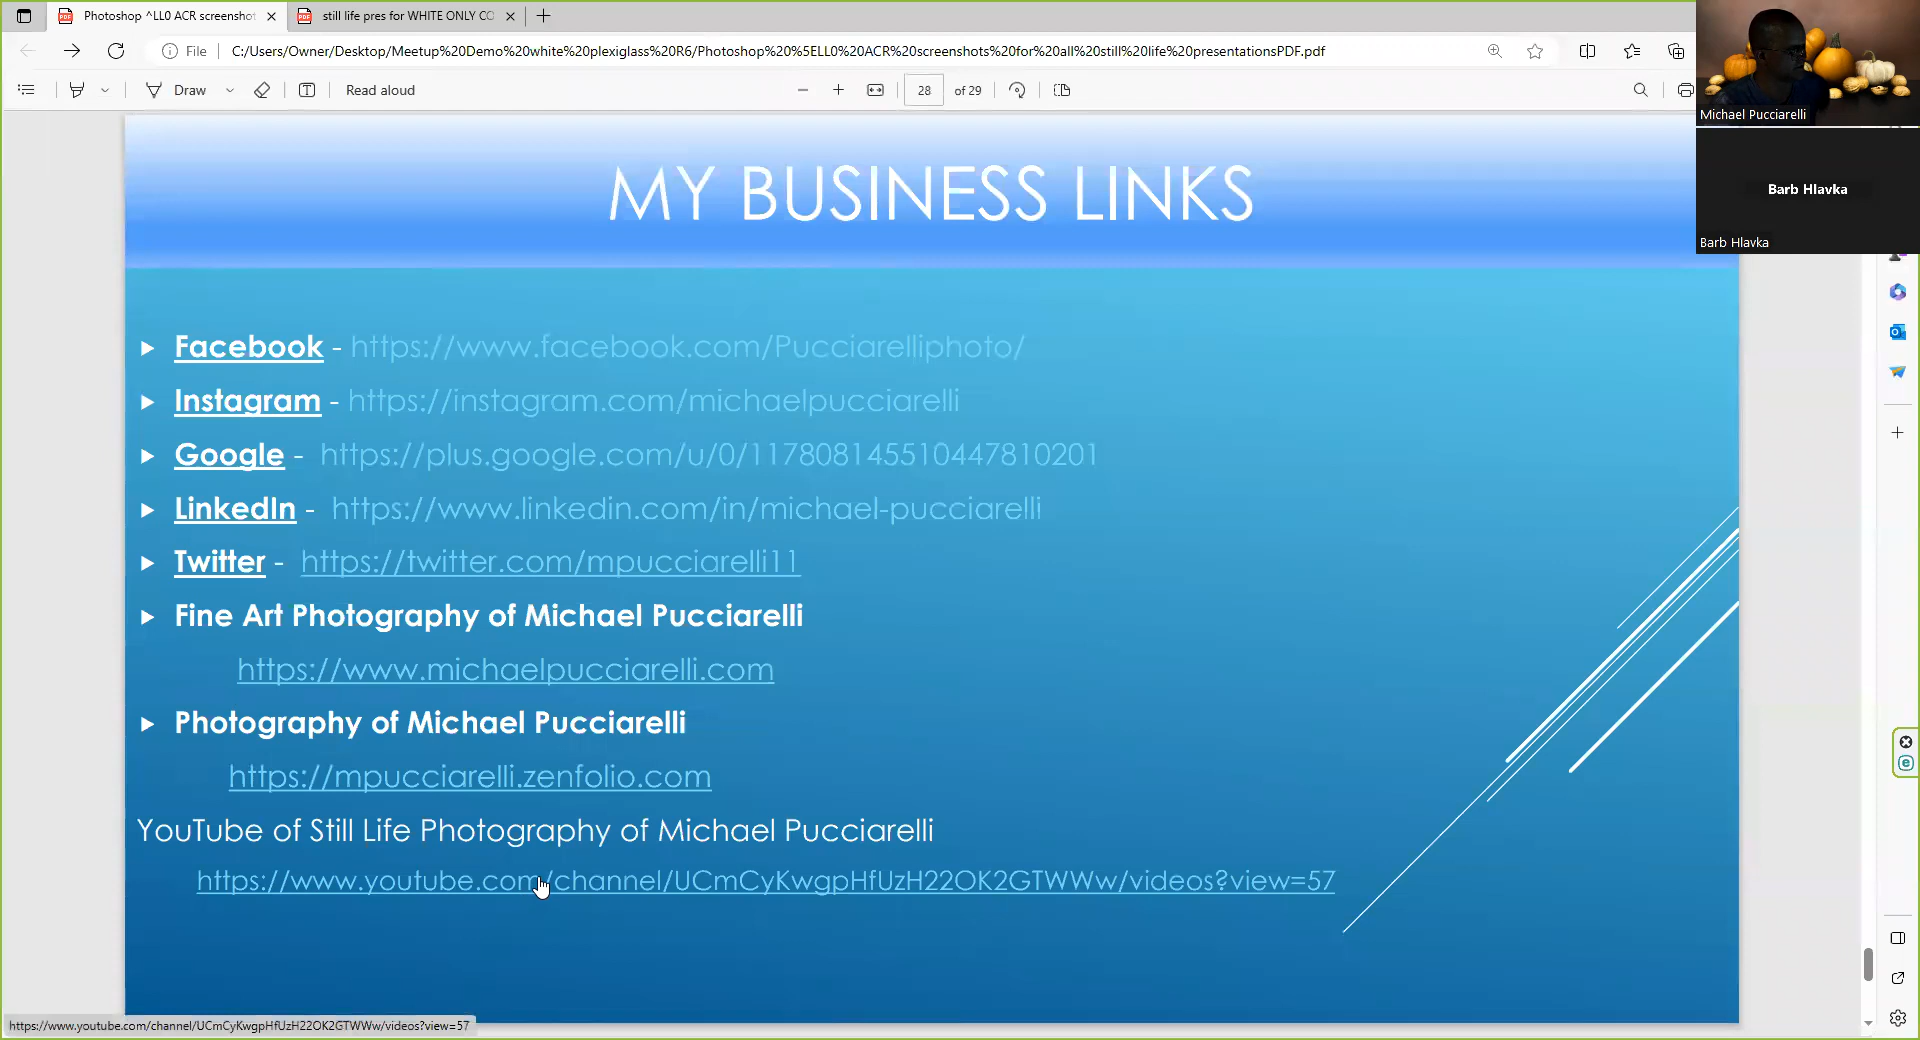 Photoshop ^LL0 ACR screenshot
still life pres for WHITE ONLY CO
File
C:/Users/Owner/Desktop/Meetup%20Demo%20white%20plexiglass%20R6/Photoshop%20%5ELL0%20ACR%20screenshots%20for%20all%20still%20life%20presentationsPDF.pdf
Draw
Read aloud
28 of 29
Michael Pucciarelli
Barb Hlavka
Barb Hlavka
MY BUSINESS LINKS
Facebook - https://www.facebook.com/Pucciarelliphoto/
Instagram - https://instagram.com/michaelpucciarelli
Google - https://plus.google.com/u/0/117808145510447810201
LinkedIn - https://www.linkedin.com/in/michael-pucciarelli
Twitter - https://twitter.com/mpucciarelli11
Fine Art Photography of Michael Pucciarelli
https://www.michaelpucciarelli.com
Photography of Michael Pucciarelli
https://mpucciarelli.zenfolio.com
YouTube of Still Life Photography of Michael Pucciarelli
https://www.youtube.com/channel/UCmCyKwgpHfUzH22OK2GTWWw/videos?view=57
https://www.youtube.com/channel/UCmCyKwgpHfUzH22OK2GTWWw/videos?view=57